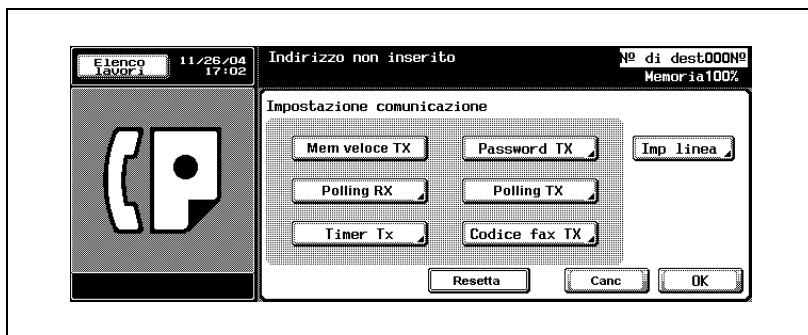 Elenco lavori
11/26/04
17:02
Indirizzo non inserito
Nº di dest000Nº
Memoria100%
Impostazione comunicazione
Mem veloce TX
Password TX
Imp linea
Polling RX
Polling TX
Timer Tx
Codice fax TX
Resetta
Canc
OK